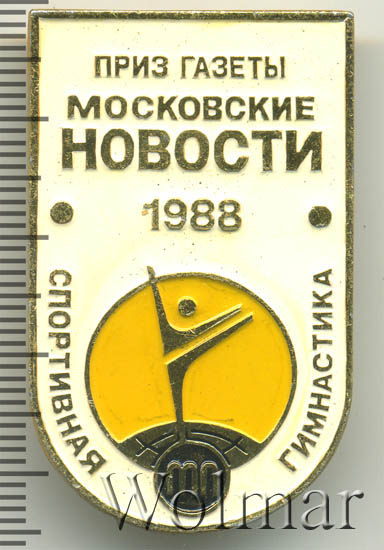 ПРИЗ ГАЗЕТЫ
МОСКОВСКИЕ
НОВОСТИ
1988
СПОРТИВНАЯ
ГИМНАСТИКА
Wolmar